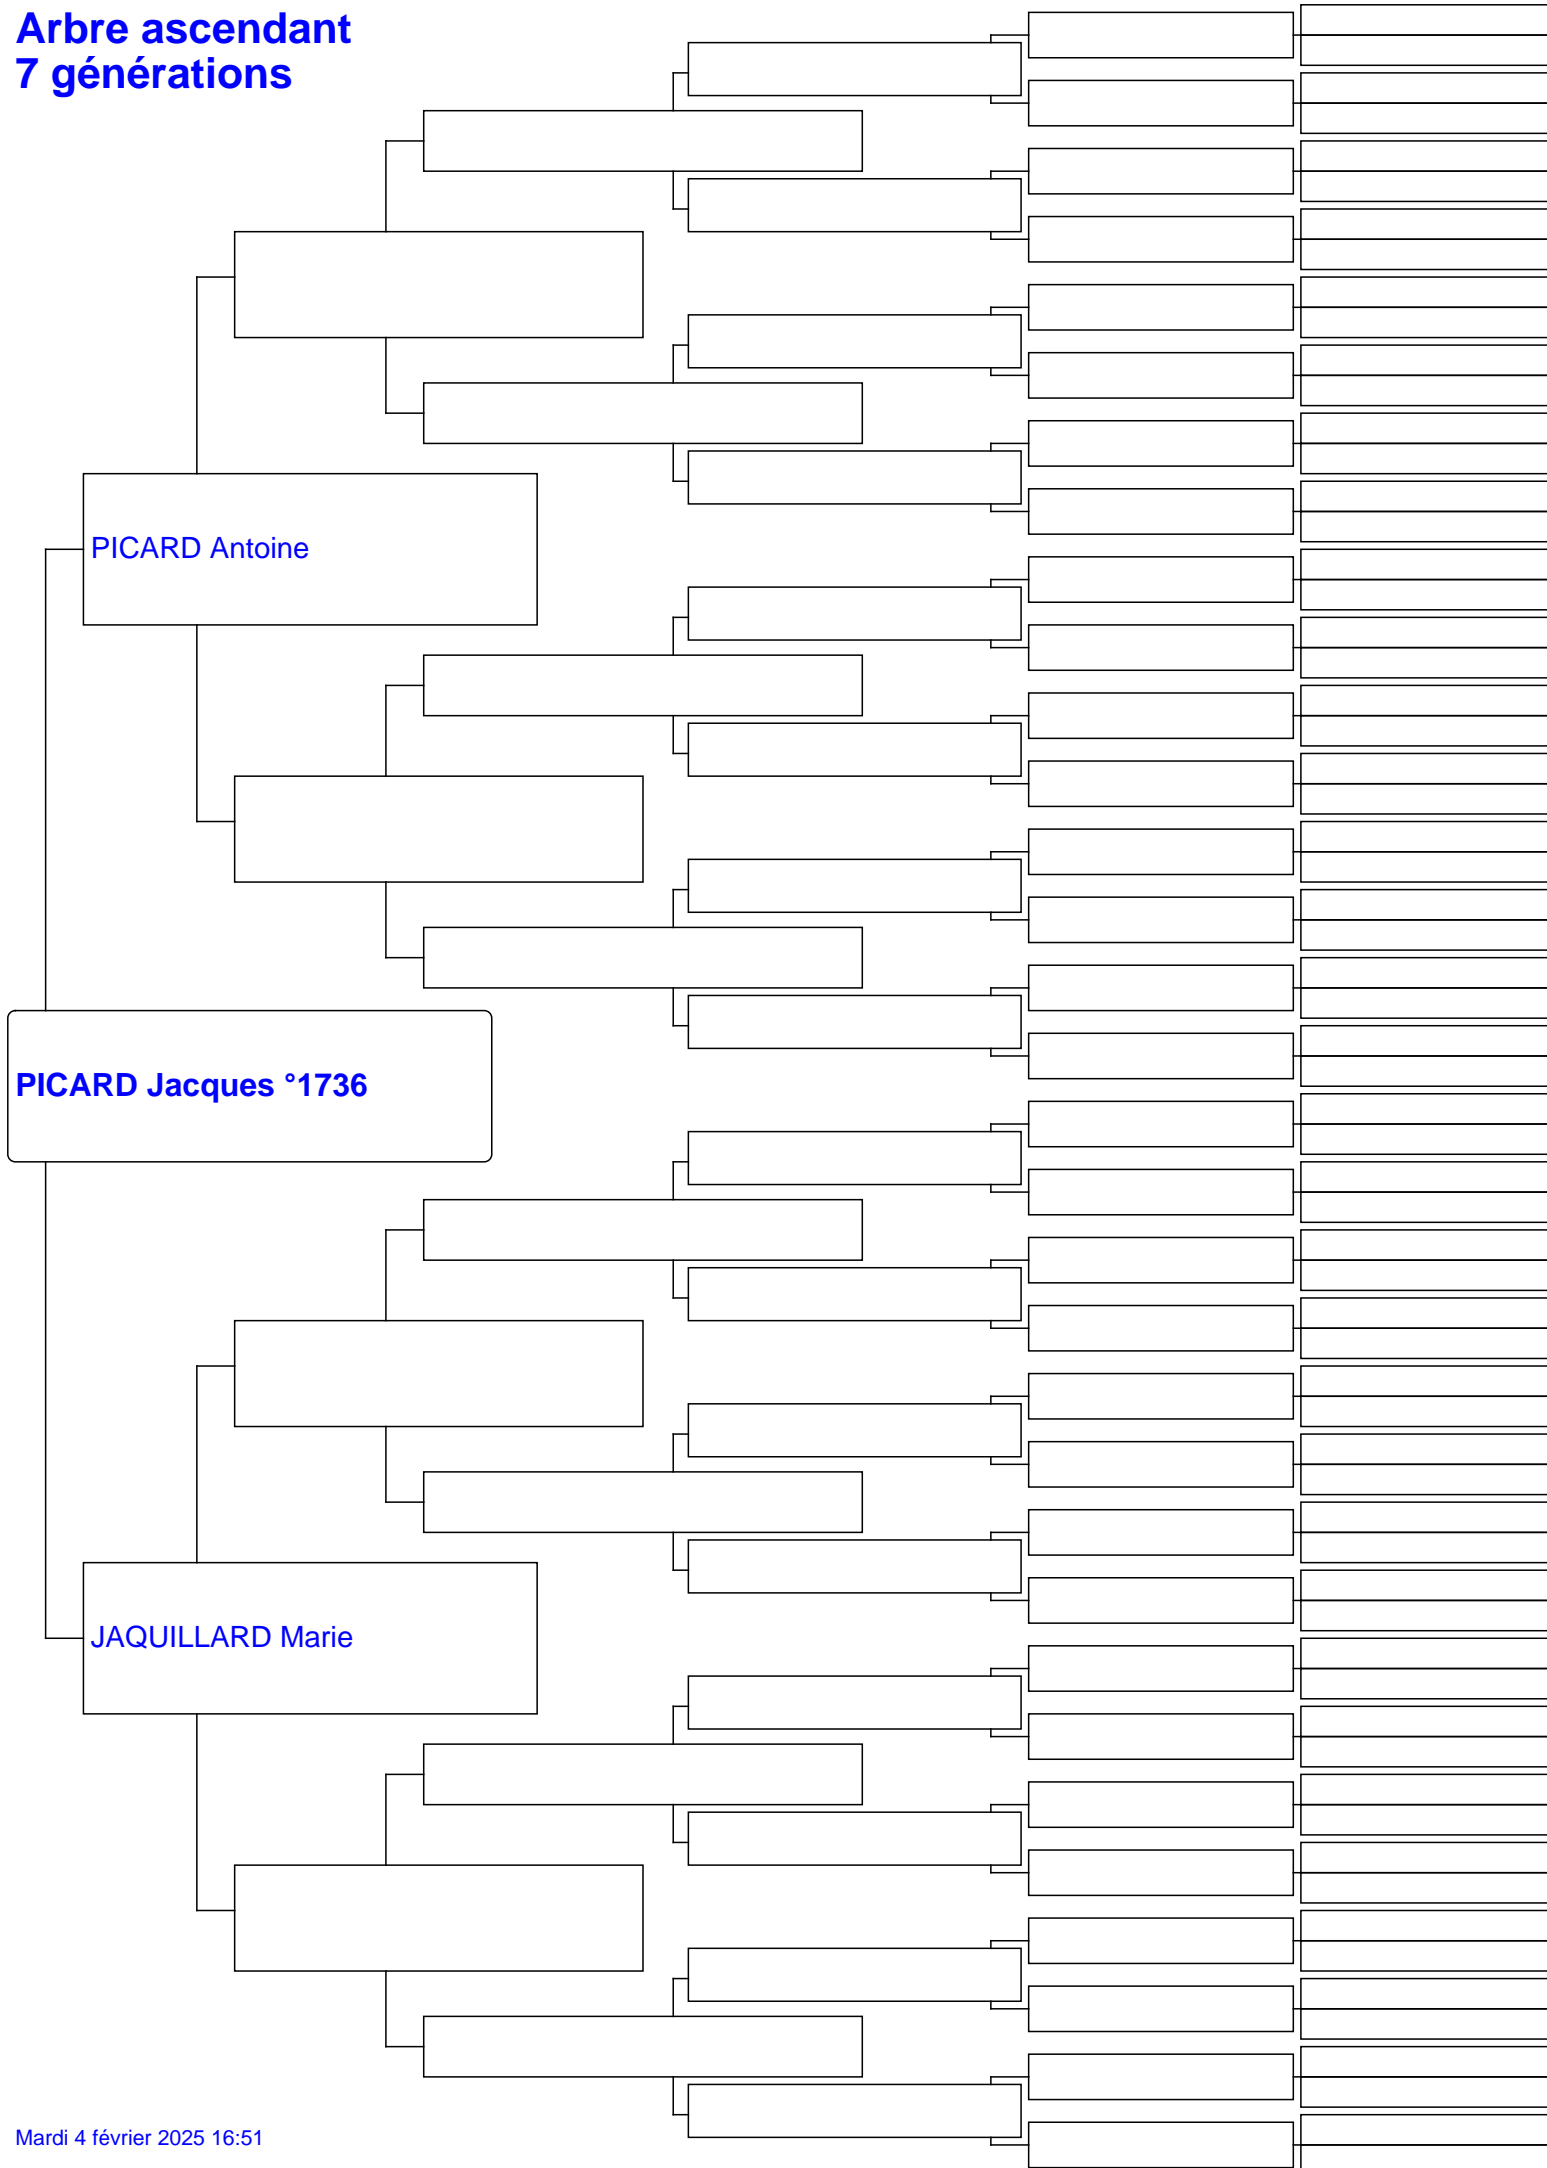 Arbre ascendant
7 générations
PICARD Antoine
PICARD Jacques °1736
JAQUILLARD Marie
Mardi 4 février 2025 16:51